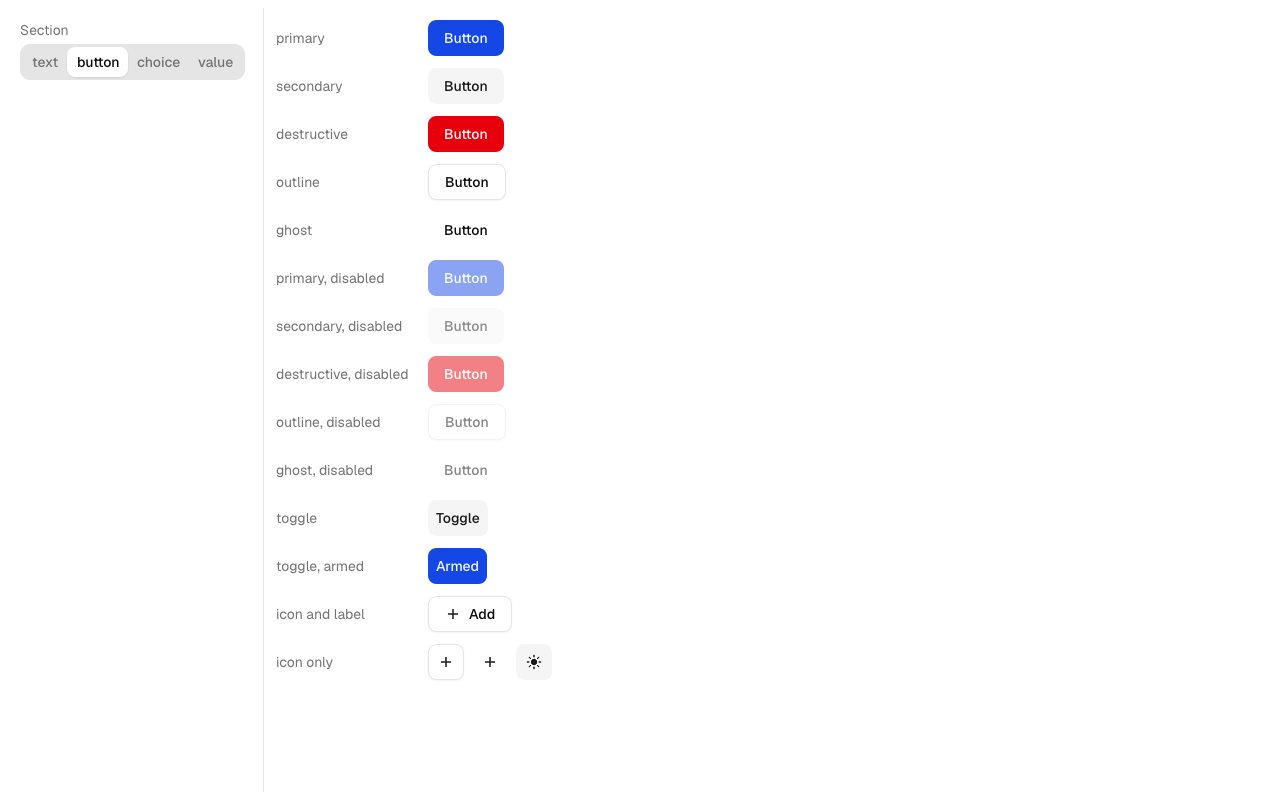 Section
text button choice value
primary Button
secondary Button
destructive Button
outline Button
ghost Button
primary, disabled Button
secondary, disabled Button
destructive, disabled Button
outline, disabled Button
ghost, disabled Button
toggle Toggle
toggle, armed Armed
icon and label Add
icon only